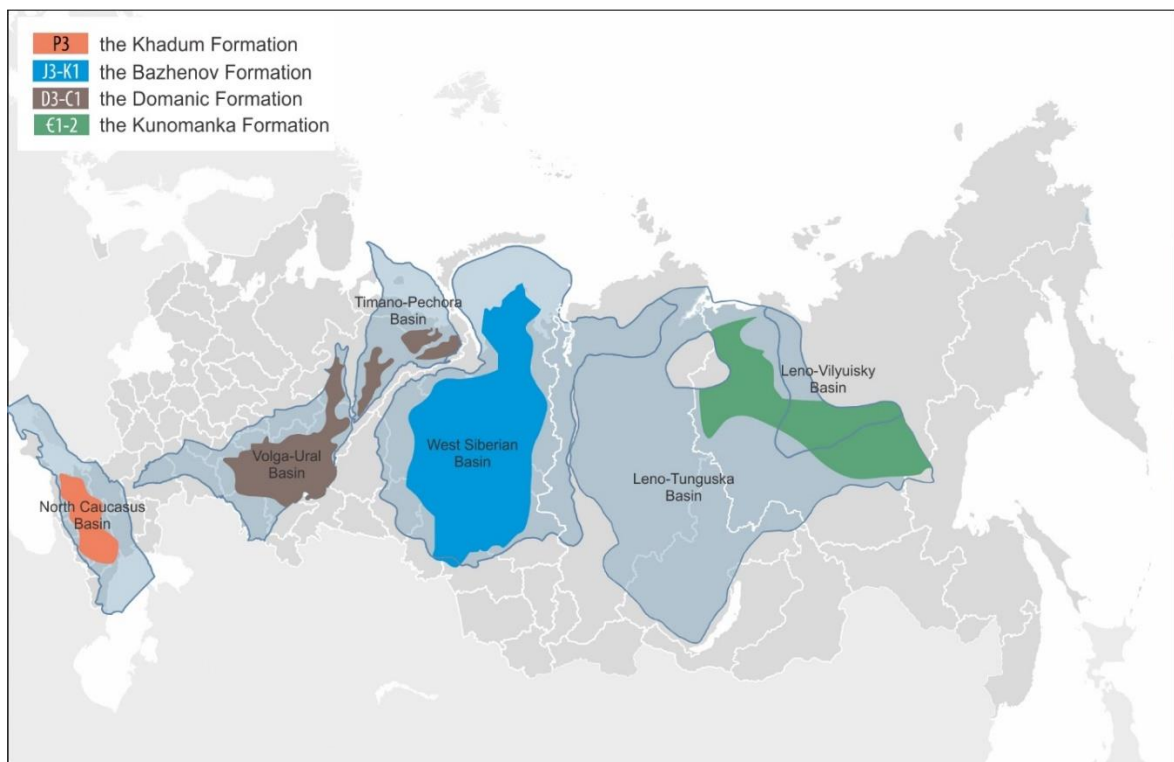 P3 the Khadum Formation
J3-K1 the Bazhenov Formation
D3-C1 the Domanic Formation
Є1-2 the Kunomanka Formation
Timano-Pechora
Basin
Leno-Vilyuisky
Basin
Volga-Ural
Basin
West Siberian
Basin
Leno-Tunguska
Basin
North Caucasus
Basin